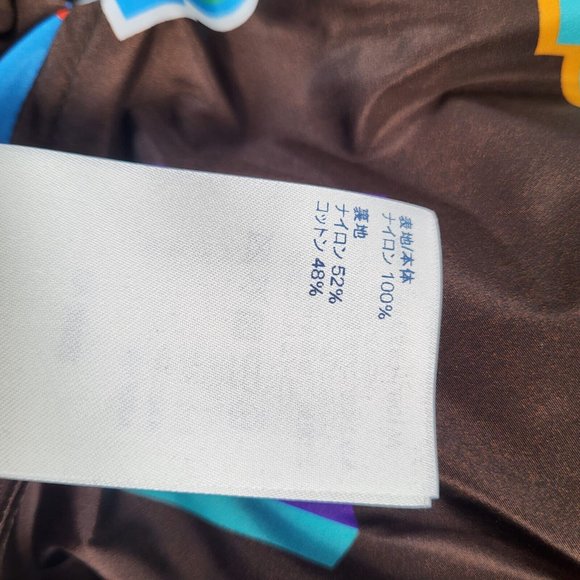 表地/本体
ナイロン 100%
裏地
ナイロン 52%
コットン 48%